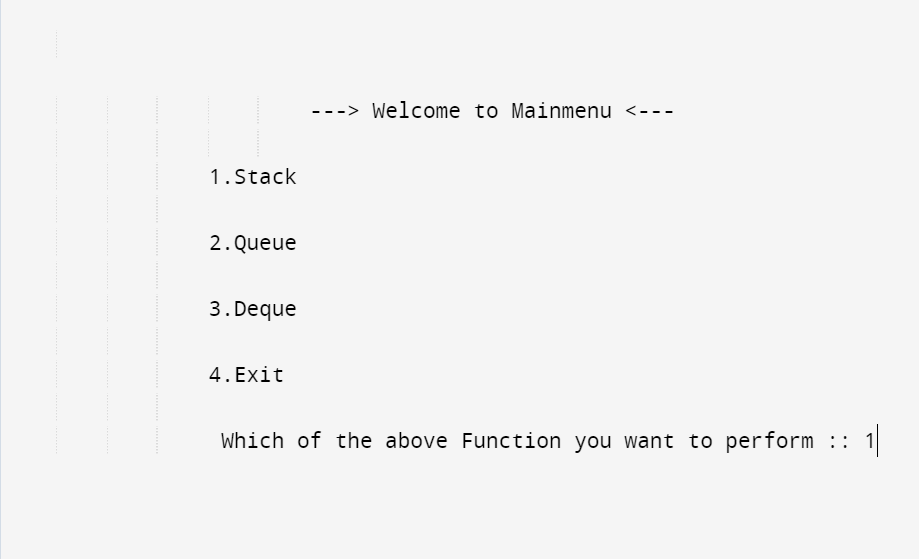 ---> Welcome to Mainmenu <---
1.Stack
2.Queue
3.Deque
4.Exit
Which of the above Function you want to perform :: 1